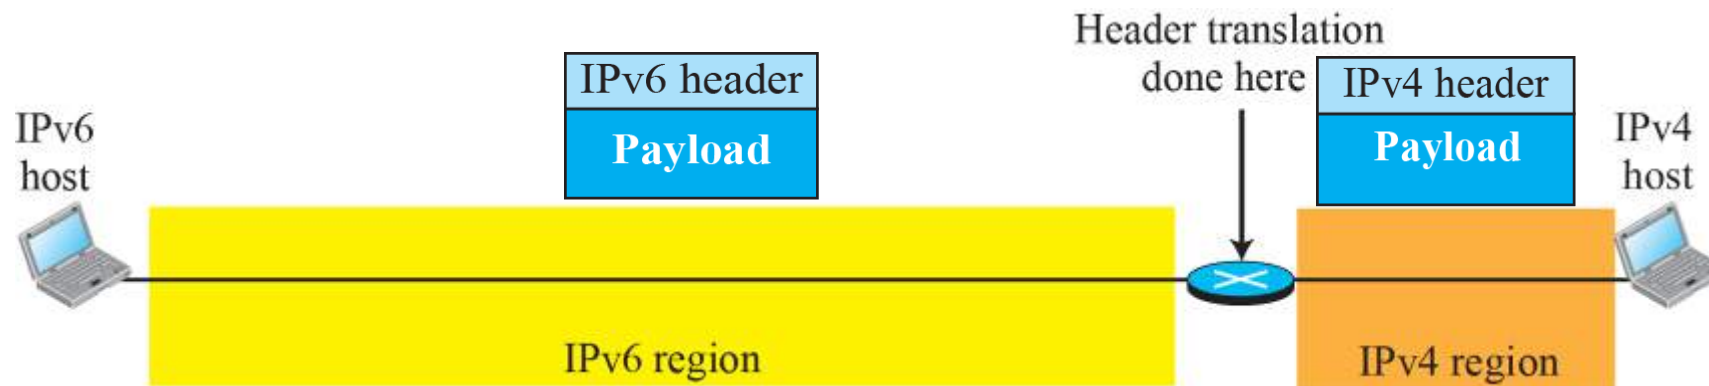 IPv6
host
IPv6 header
Payload
Header translation
done here
IPv4 header
Payload
IPv4
host
IPv6 region
IPv4 region